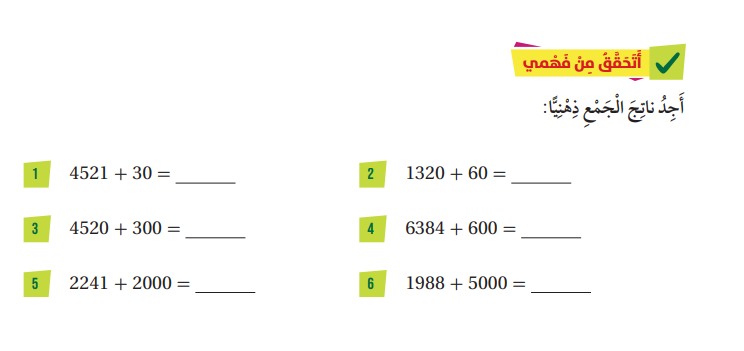 أَتَحَقَّقُ مِنْ فَهْمي
أَجِدُ ناتِجَ الْجَمْعِ ذِهْنِيًّا:
1 4521 + 30 = ______ 2 1320 + 60 = ______
3 4520 + 300 = ______ 4 6384 + 600 = ______
5 2241 + 2000 = ______ 6 1988 + 5000 = ______